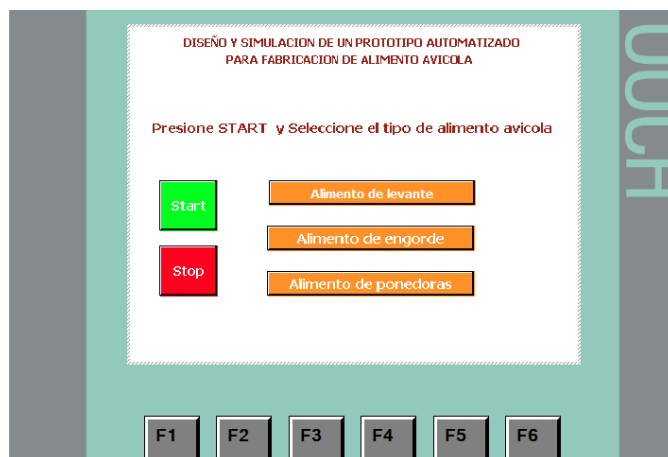 DISEÑO Y SIMULACION DE UN PROTOTIPO AUTOMATIZADO
PARA FABRICACION DE ALIMENTO AVICOLA
Presione START y Seleccione el tipo de alimento avicola
Start
Alimento de levante
Alimento de engorde
Stop
Alimento de ponedoras
F1 F2 F3 F4 F5 F6